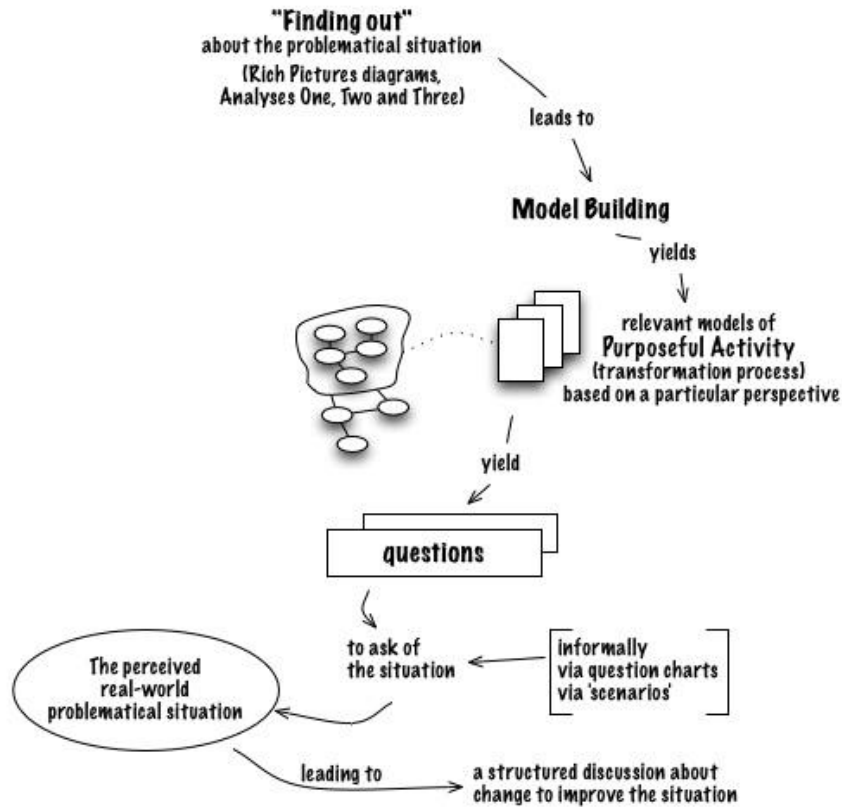 "Finding out"
about the problematical situation
(Rich Pictures diagrams,
Analyses One, Two and Three)
leads to
Model Building
yields
relevant models of
Purposeful Activity
(transformation process)
based on a particular perspective
yield
questions
to ask of
the situation
informally
via question charts
via 'scenarios'
The perceived
real-world
problematical situation
leading to
a structured discussion about
change to improve the situation